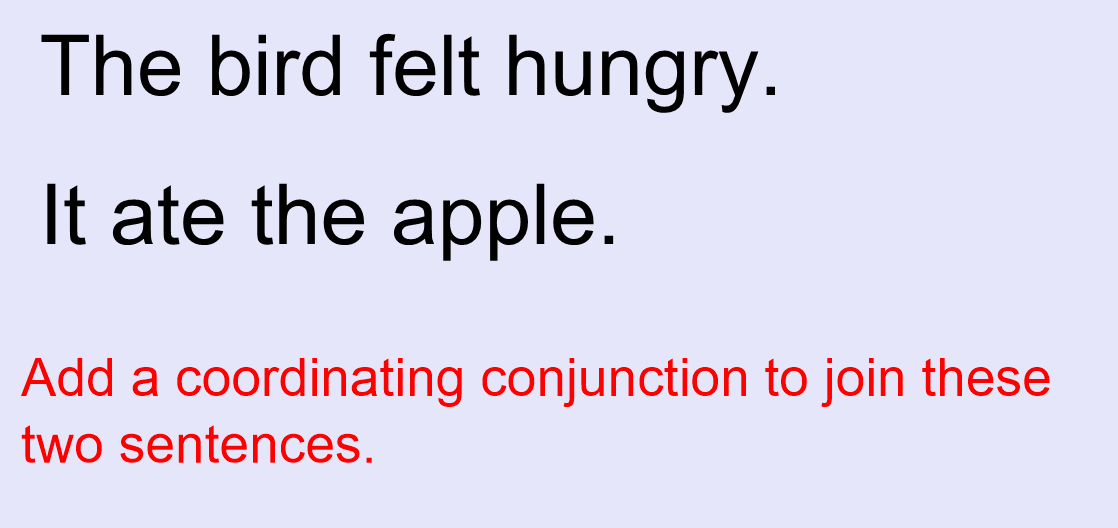 The bird felt hungry.
It ate the apple.
Add a coordinating conjunction to join these
two sentences.